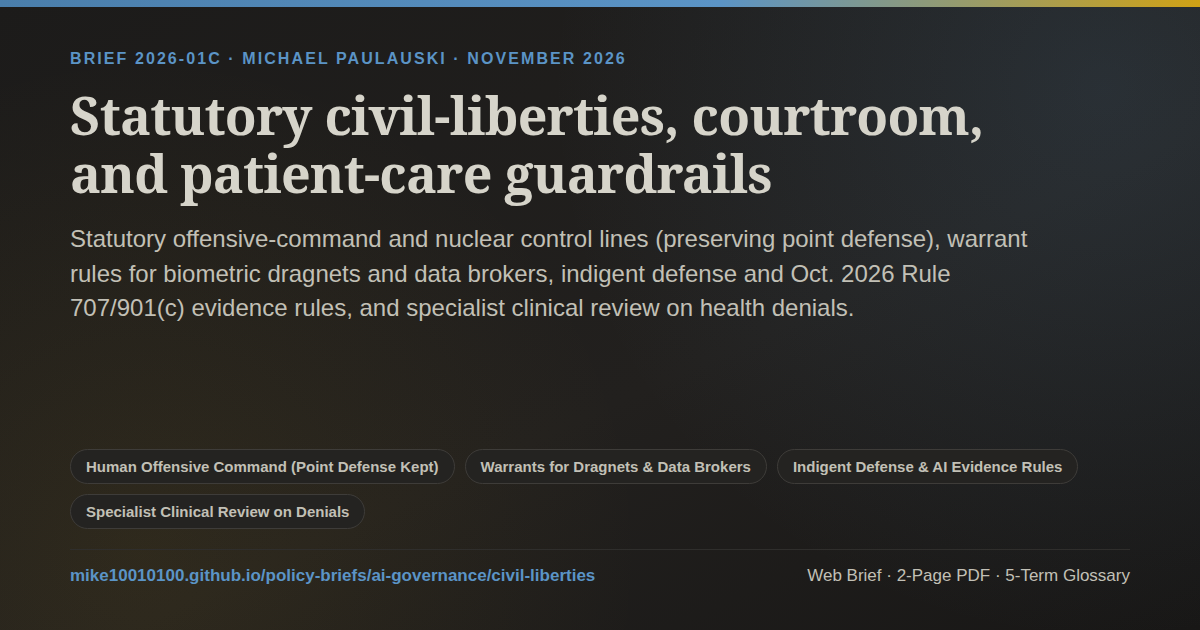 BRIEF 2026-01C · MICHAEL PAULAUSKI · NOVEMBER 2026
Statutory civil-liberties, courtroom,
and patient-care guardrails
Statutory offensive-command and nuclear control lines (preserving point defense), warrant
rules for biometric dragnets and data brokers, indigent defense and Oct. 2026 Rule
707/901(c) evidence rules, and specialist clinical review on health denials.
Human Offensive Command (Point Defense Kept)
Warrants for Dragnets & Data Brokers
Indigent Defense & AI Evidence Rules
Specialist Clinical Review on Denials
mike10010100.github.io/policy-briefs/ai-governance/civil-liberties
Web Brief · 2-Page PDF · 5-Term Glossary